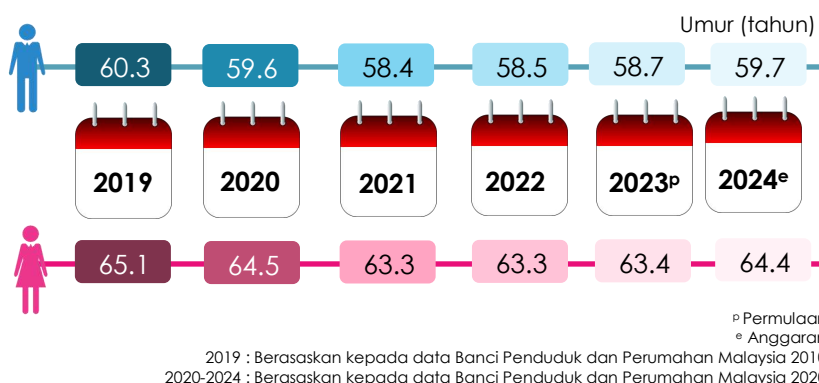 Umur (tahun)
60.3 59.6 58.4 58.5 58.7 59.7
2019 2020 2021 2022 2023ᵖ 2024ᵉ
65.1 64.5 63.3 63.3 63.4 64.4
ᵖ Permulaan
ᵉ Anggaran
2019 : Berasaskan kepada data Banci Penduduk dan Perumahan Malaysia 2010
2020-2024 : Berasaskan kepada data Banci Penduduk dan Perumahan Malaysia 2020